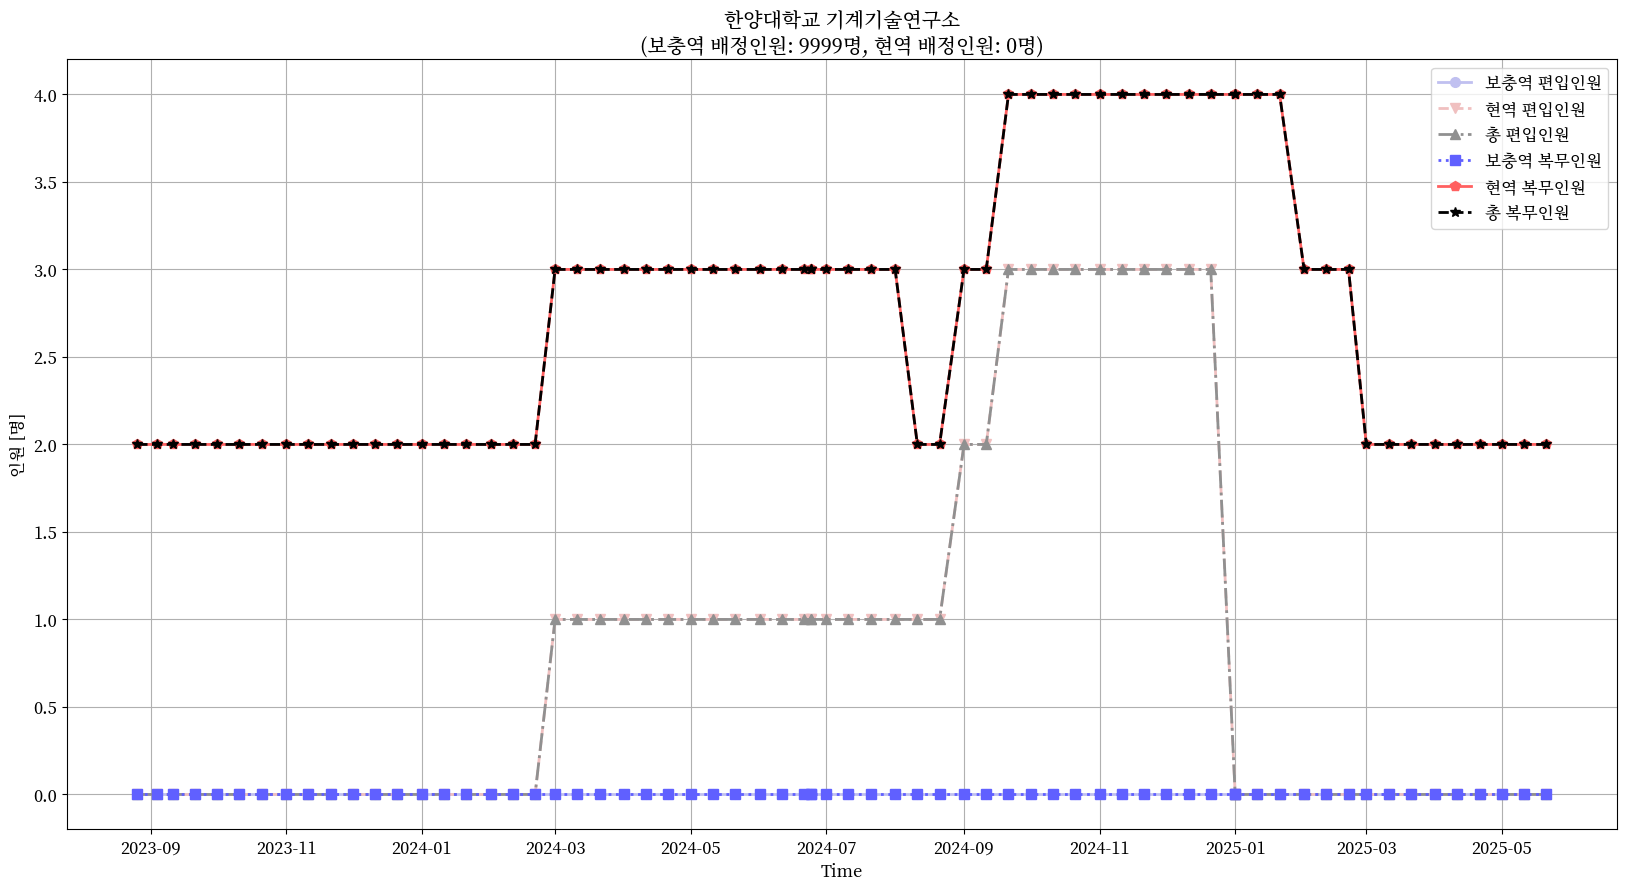 한양대학교 기계기술연구소
(보충역 배정인원: 9999명, 현역 배정인원: 0명)
보충역 편입인원
현역 편입인원
총 편입인원
보충역 복무인원
현역 복무인원
총 복무인원
4.0
3.5
3.0
2.5
2.0
1.5
1.0
0.5
0.0
인원 [명]
2023-09 2023-11 2024-01 2024-03 2024-05 2024-07 2024-09 2024-11 2025-01 2025-03 2025-05
Time